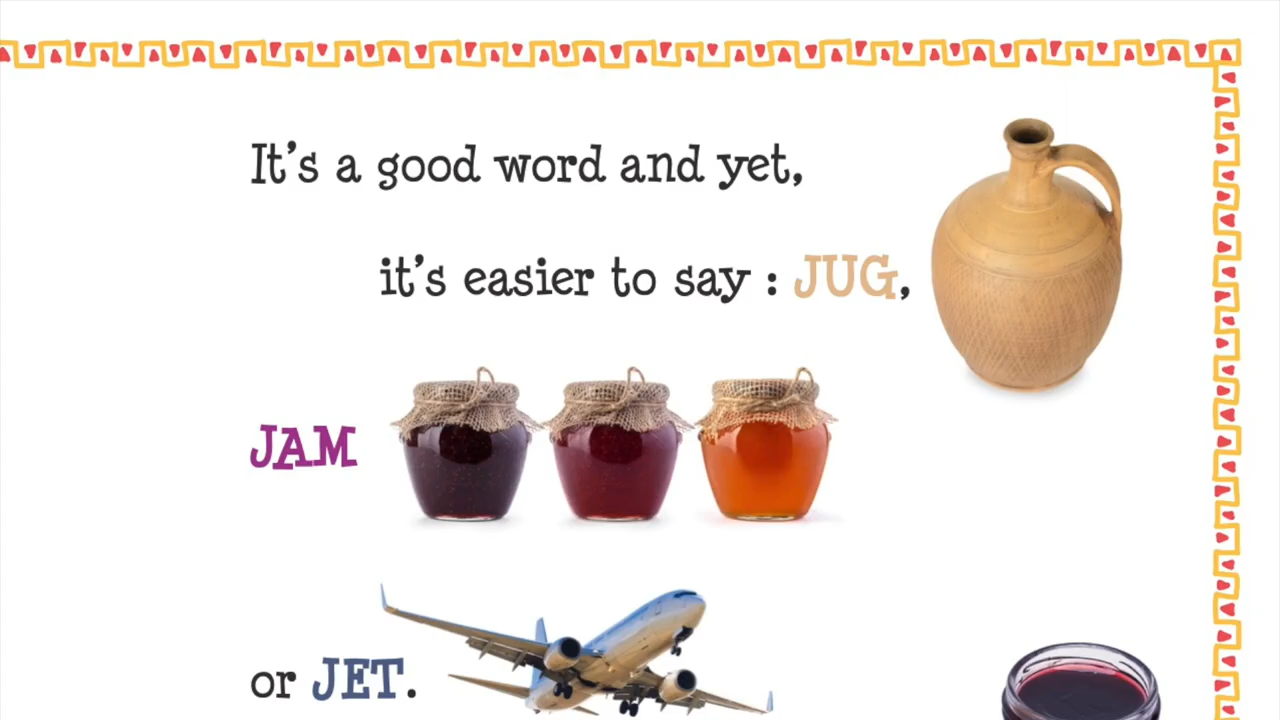 It's a good word and yet,
it's easier to say : JUG,
JAM
or JET.